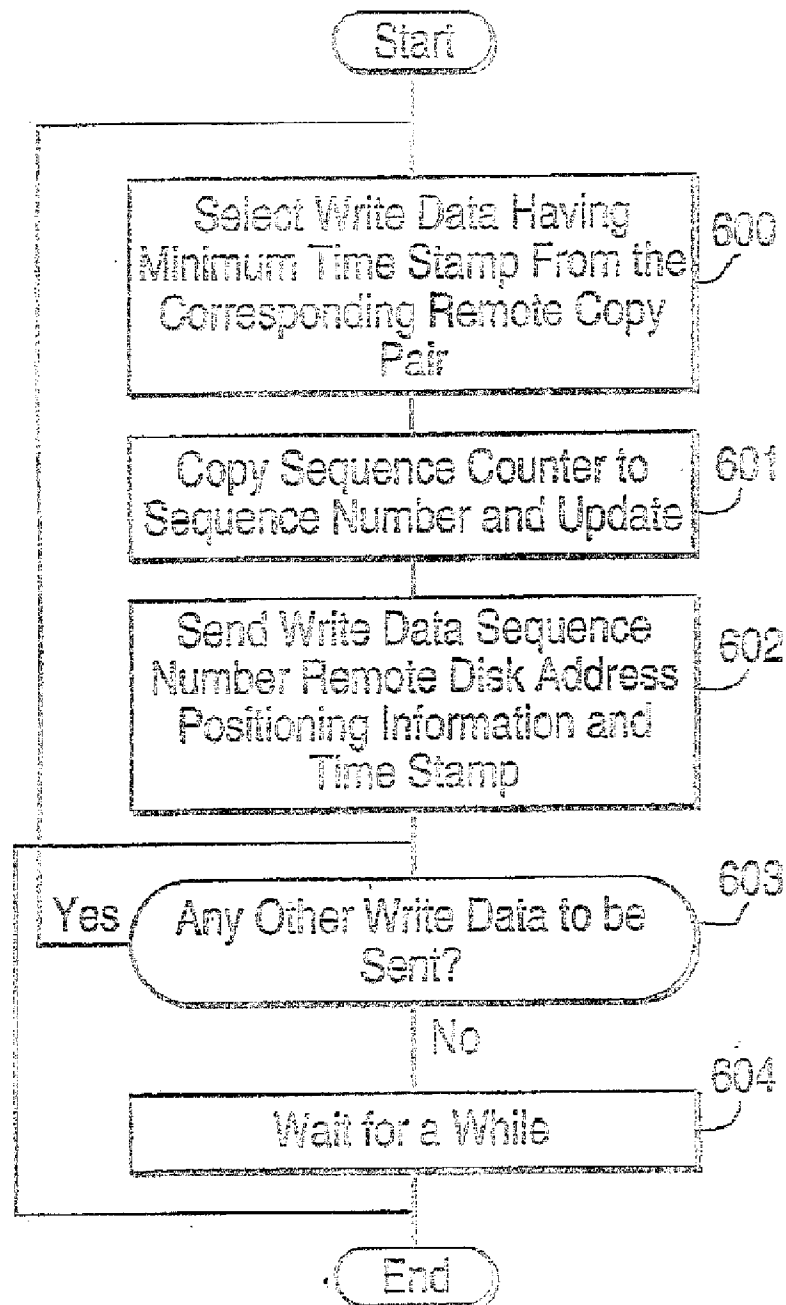 Start
Select Write Data Having
Minimum Time Stamp From the
Corresponding Remote Copy
Pair
600
Copy Sequence Counter to
Sequence Number and Update
601
Send Write Data Sequence
Number Remote Disk Address
Positioning Information and
Time Stamp
602
Yes
Any Other Write Data to be
Sent?
603
No
Wait for a While
604
End